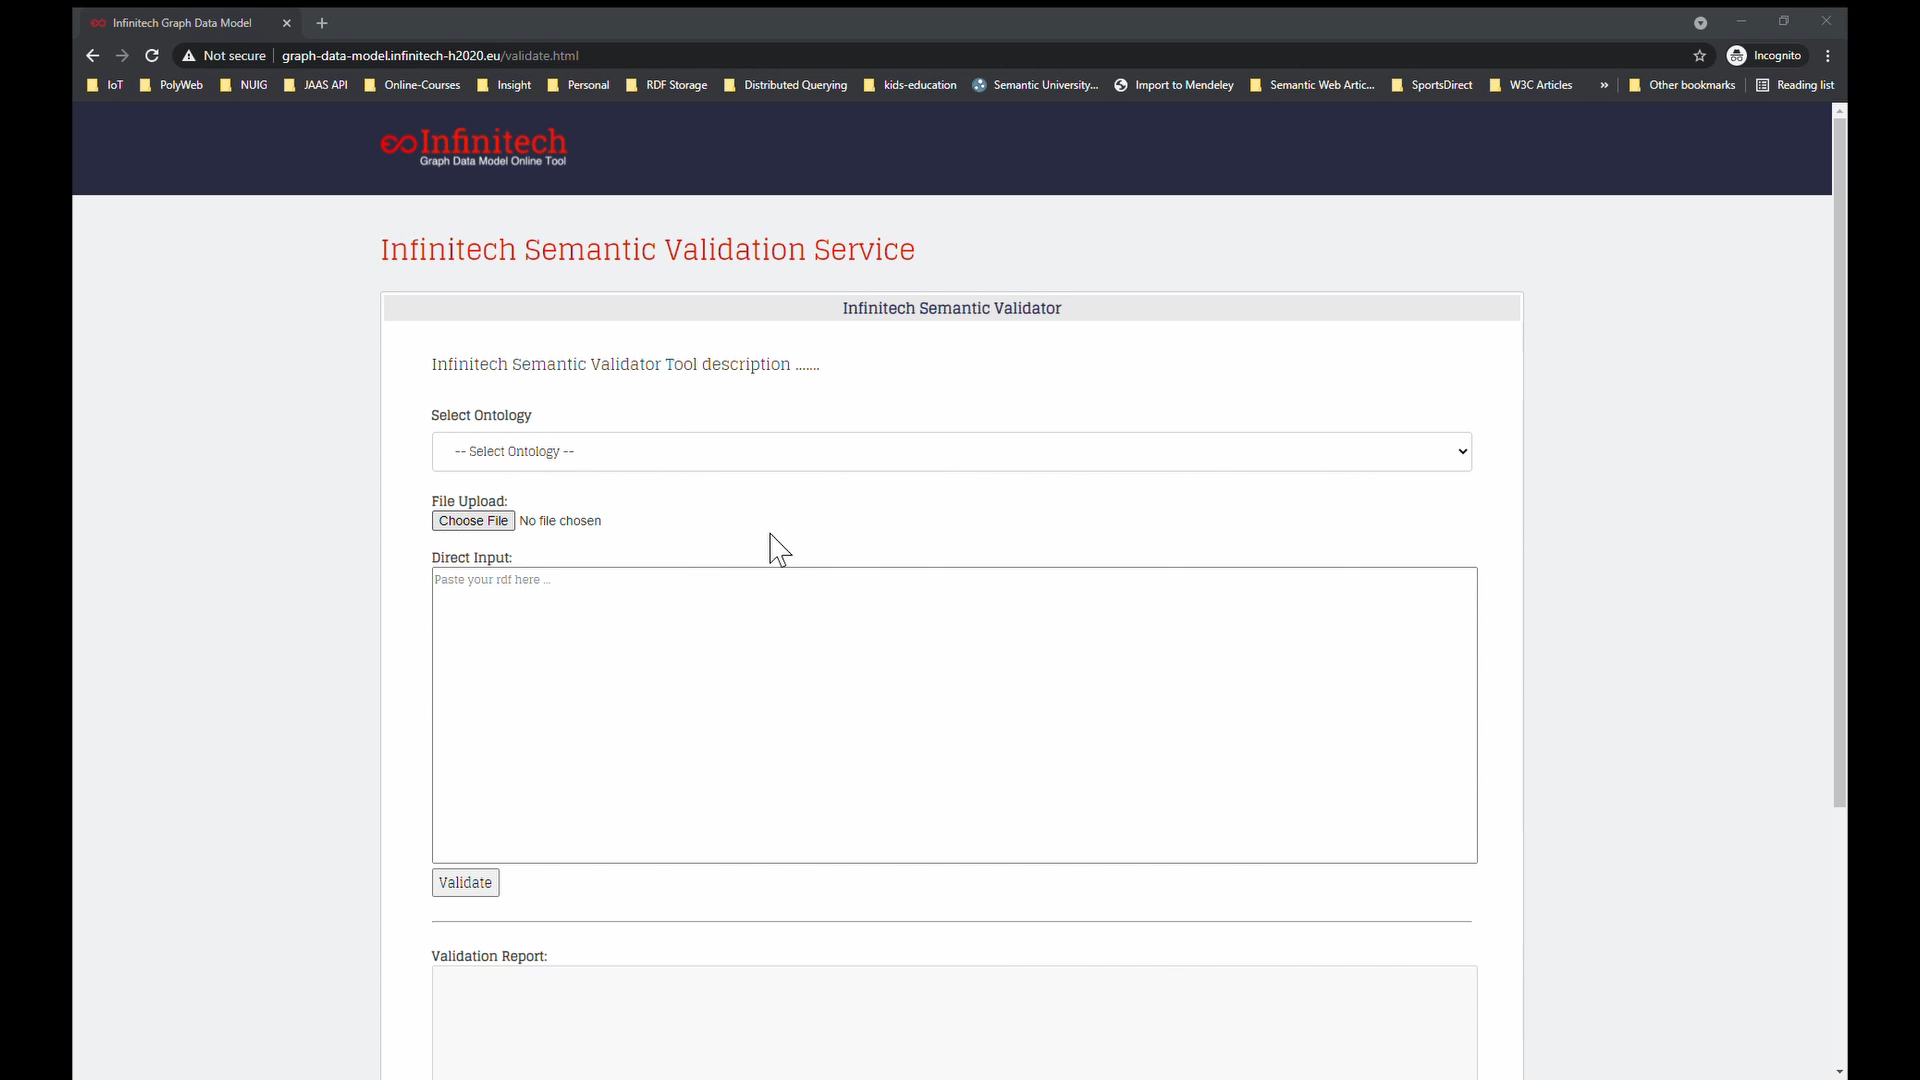 Infinitech Graph Data Model
Not secure
graph-data-model.infinitech-h2020.eu/validate.html
Incognito
IoT
PolyWeb
NUIG
JAAS API
Online-Courses
Insight
Personal
RDF Storage
Distributed Querying
kids-education
Semantic University...
Import to Mendeley
Semantic Web Artic...
SportsDirect
W3C Articles
»
Other bookmarks
Reading list
Infinitech
Graph Data Model Online Tool
Infinitech Semantic Validation Service
Infinitech Semantic Validator
Infinitech Semantic Validator Tool description .......
Select Ontology
-- Select Ontology --
File Upload:
Choose File No file chosen
Direct Input:
Paste your rdf here ...
Validate
Validation Report: